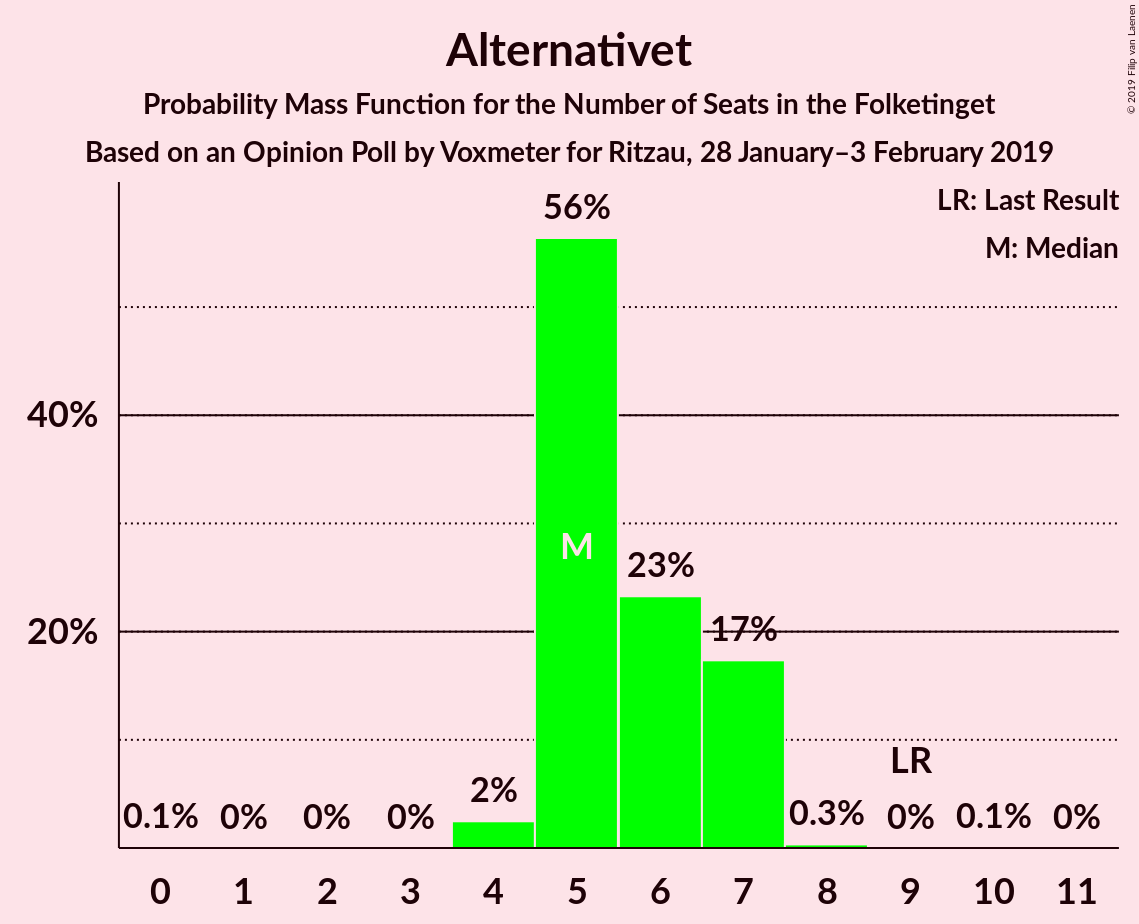 Alternativet
Probability Mass Function for the Number of Seats in the Folketinget
Based on an Opinion Poll by Voxmeter for Ritzau, 28 January–3 February 2019
© 2019 Filip van Laenen
LR: Last Result
M: Median
56%
40%
M
23%
20%
17%
LR
2%
0.1% 0% 0% 0% 0.3% 0% 0.1% 0%
0 1 2 3 4 5 6 7 8 9 10 11